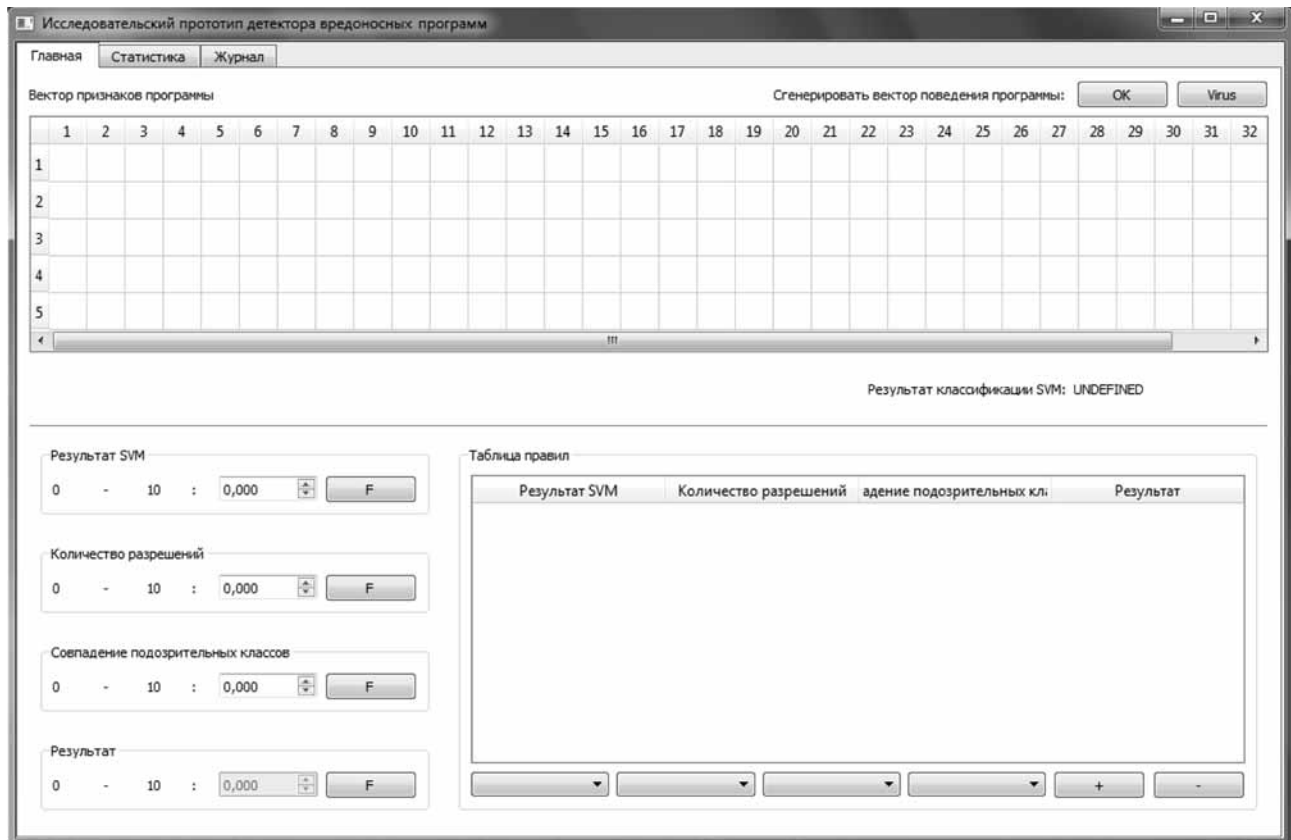 Исследовательский прототип детектора вредоносных программ
Главная Статистика Журнал
Вектор признаков программы Сгенерировать вектор поведения программы: OK Virus
1 2 3 4 5 6 7 8 9 10 11 12 13 14 15 16 17 18 19 20 21 22 23 24 25 26 27 28 29 30 31 32
1
2
3
4
5
Результат классификации SVM: UNDEFINED
Результат SVM
0 - 10 : 0,000 F
Количество разрешений
0 - 10 : 0,000 F
Совпадение подозрительных классов
0 - 10 : 0,000 F
Результат
0 - 10 : 0,000 F
Таблица правил
Результат SVM Количество разрешений адение подозрительных кла Результат
+ -